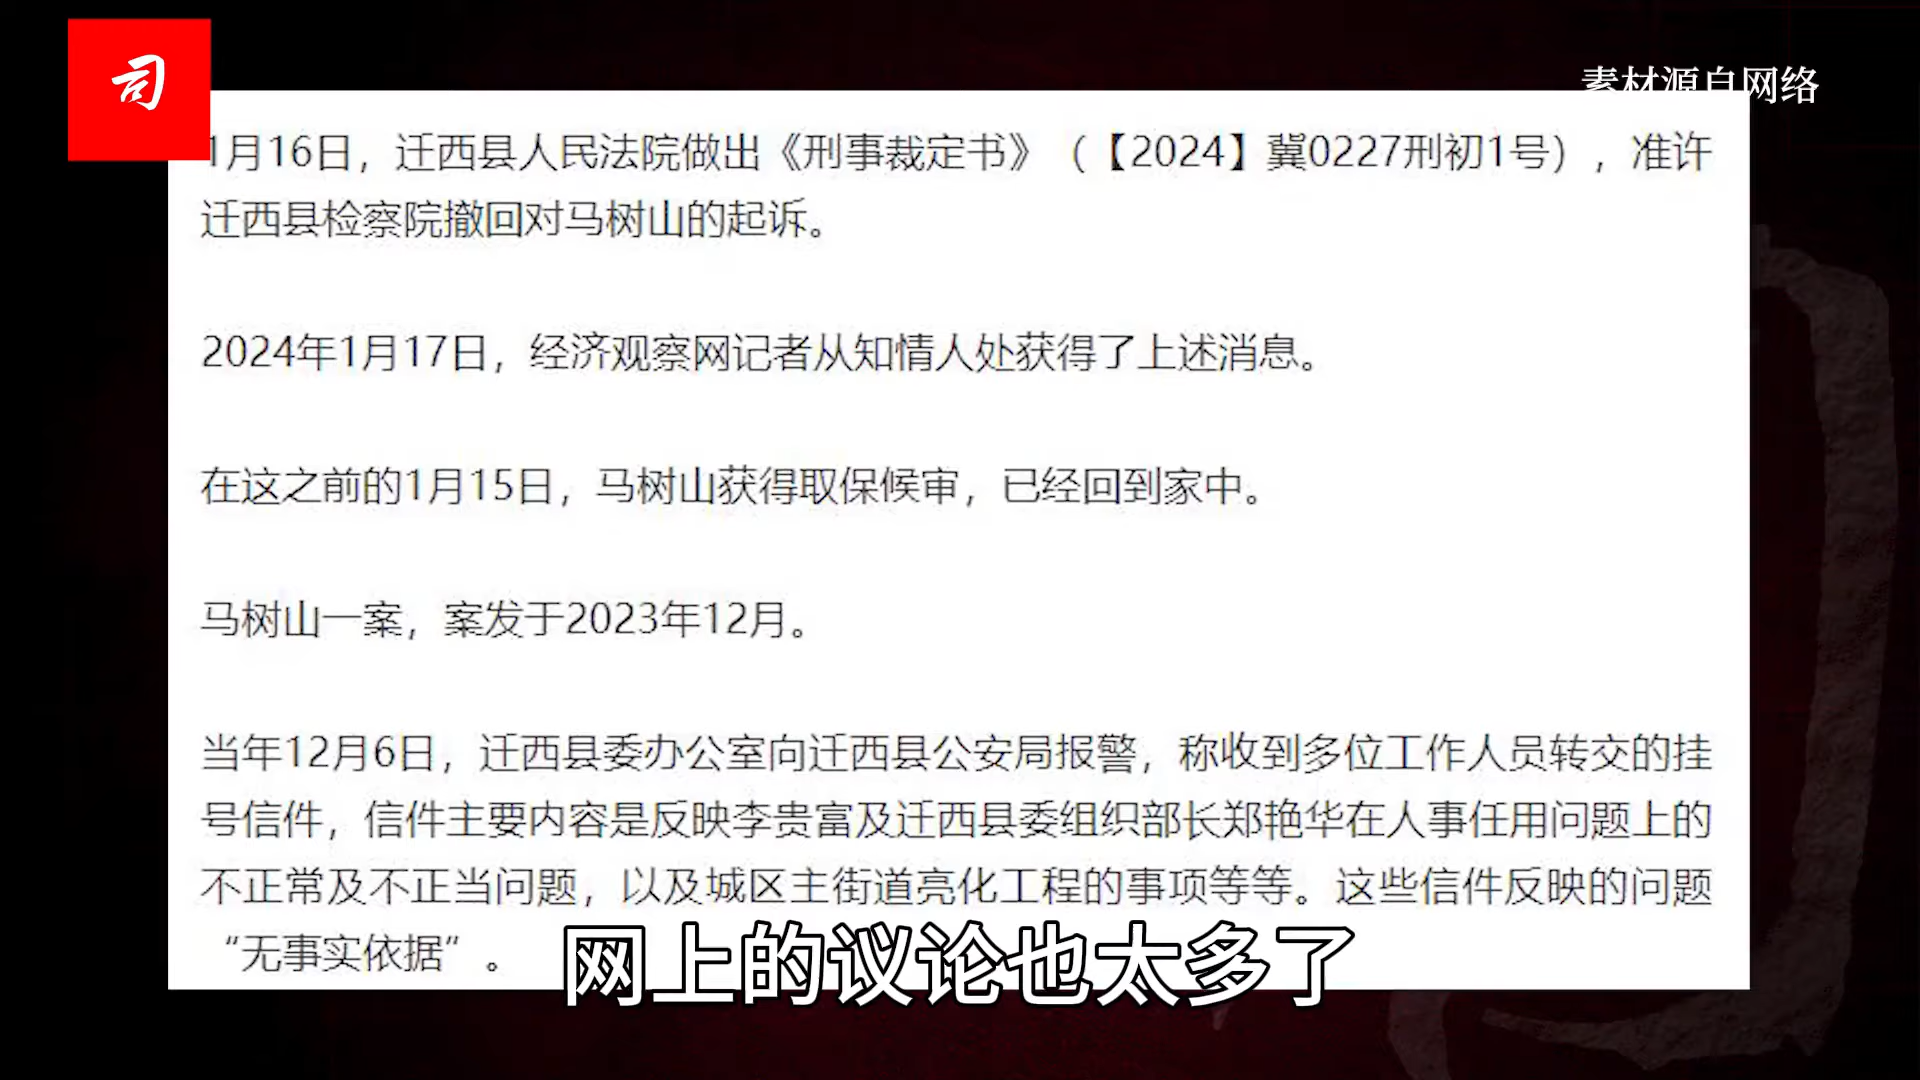 司
素材源自网络
1月16日，迁西县人民法院做出《刑事裁定书》（【2024】冀0227刑初1号），准许
迁西县检察院撤回对马树山的起诉。
2024年1月17日，经济观察网记者从知情人处获得了上述消息。
在这之前的1月15日，马树山获得取保候审，已经回到家中。
马树山一案，案发于2023年12月。
当年12月6日，迁西县委办公室向迁西县公安局报警，称收到多位工作人员转交的挂
号信件，信件主要内容是反映李贵富及迁西县委组织部长郑艳华在人事任用问题上的
不正常及不正当问题，以及城区主街道亮化工程的事项等等。这些信件反映的问题
“无事实依据”。
网上的议论也太多了